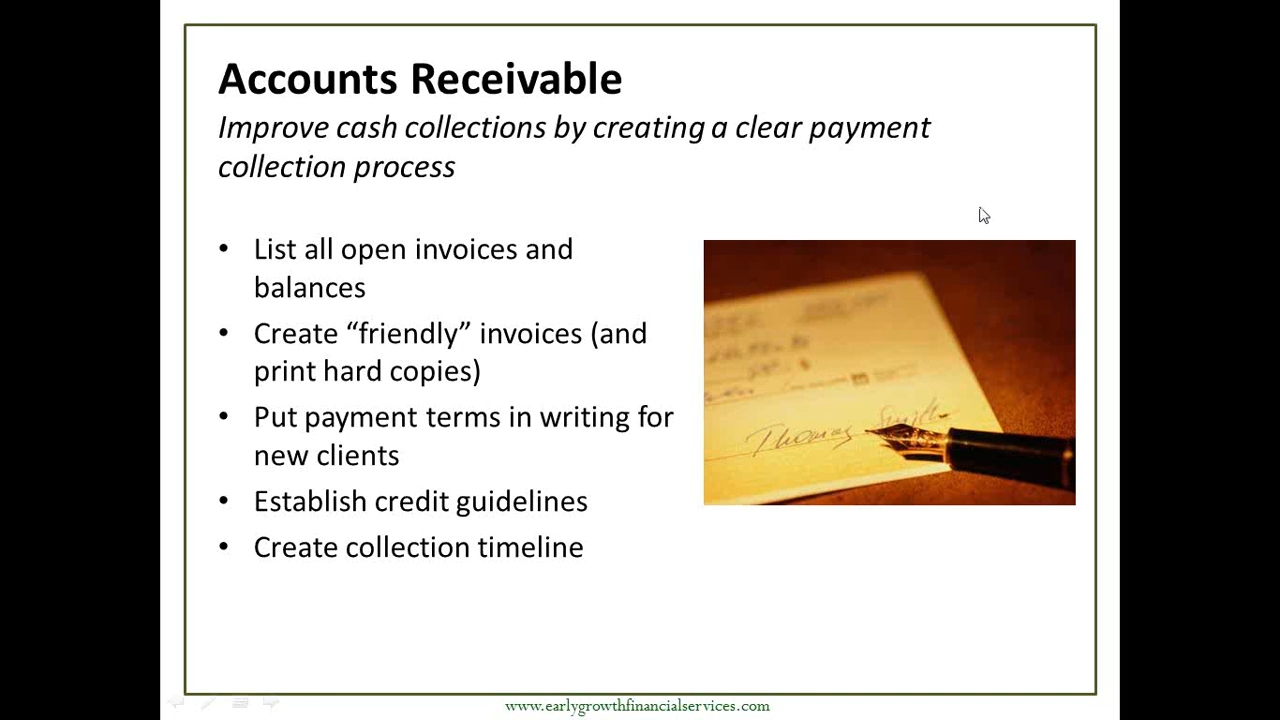 Accounts Receivable
Improve cash collections by creating a clear payment
collection process
• List all open invoices and
balances
• Create “friendly” invoices (and
print hard copies)
• Put payment terms in writing for
new clients
• Establish credit guidelines
• Create collection timeline
Thomas Smith
www.earlygrowthfinancialservices.com